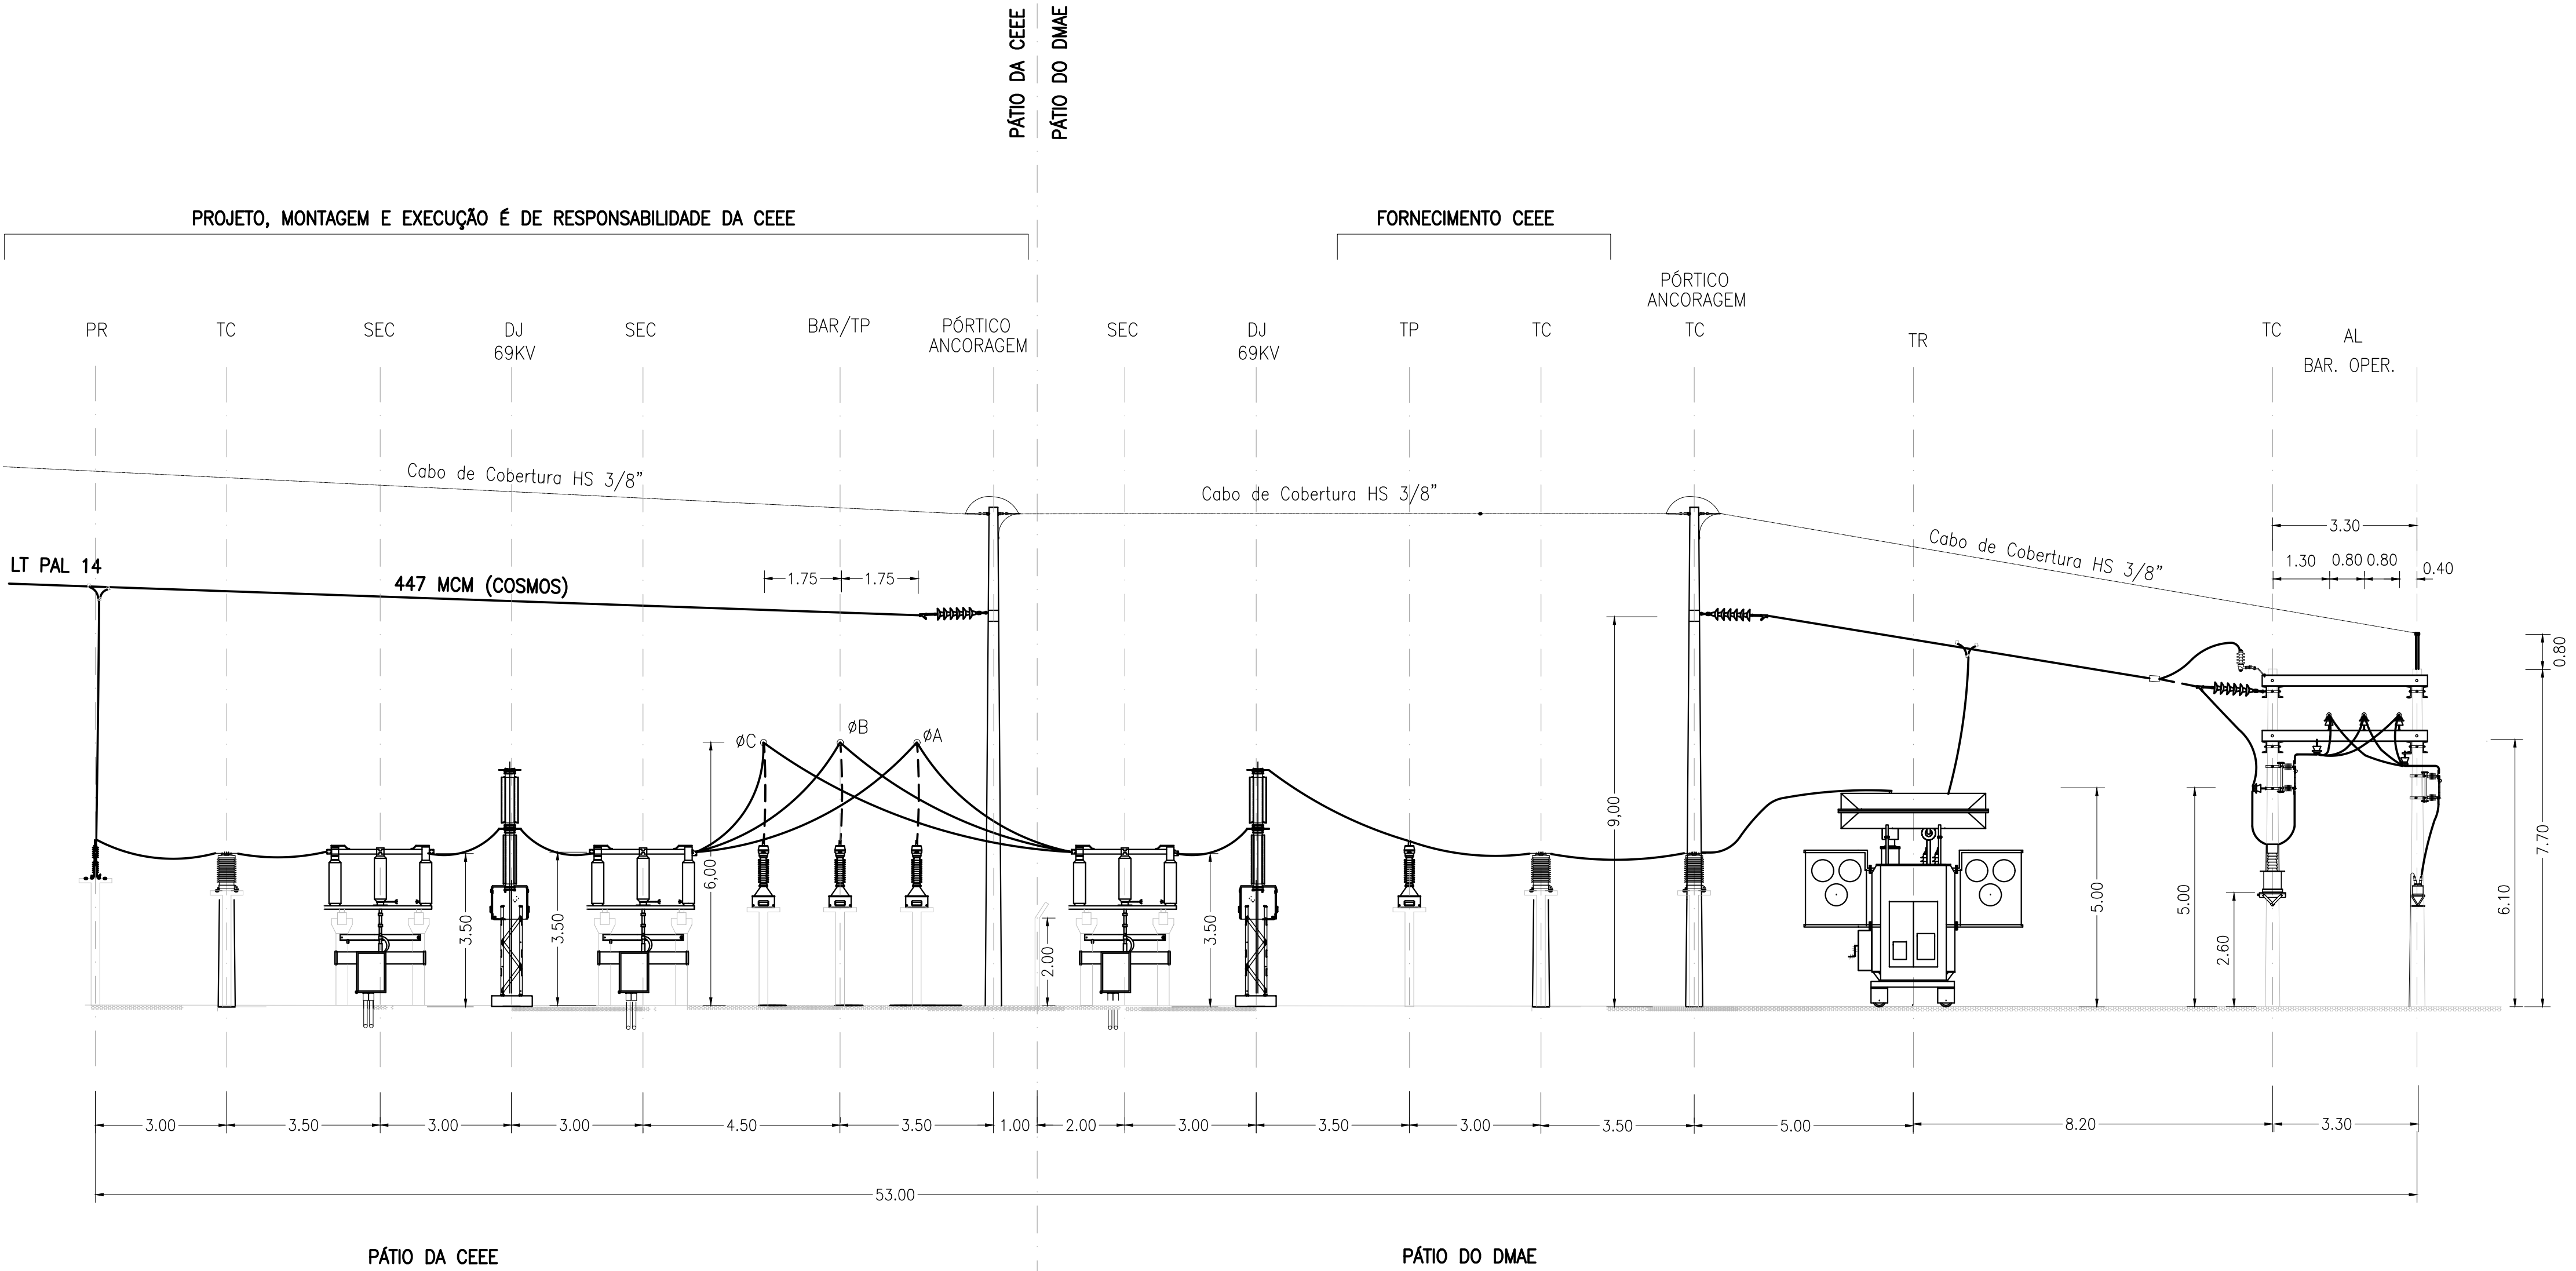 PÁTIO DA CEEE
PÁTIO DO DMAE
PROJETO, MONTAGEM E EXECUÇÃO É DE RESPONSABILIDADE DA CEEE
FORNECIMENTO CEEE
PR
TC
SEC
DJ
69KV
SEC
BAR/TP
PÓRTICO
ANCORAGEM
SEC
DJ
69KV
TP
TC
PÓRTICO
ANCORAGEM
TC
TR
TC
AL
BAR. OPER.
Cabo de Cobertura HS 3/8"
Cabo de Cobertura HS 3/8"
Cabo de Cobertura HS 3/8"
LT PAL 14
447 MCM (COSMOS)
1.75
1.75
3.30
1.30
0.80
0.80
0.40
0.80
øC
øB
øA
3.50
3.50
6,00
2.00
3.50
9,00
5.00
5.00
2.60
6.10
7.70
3.00
3.50
3.00
3.00
4.50
3.50
1.00
2.00
3.00
3.50
3.00
3.50
5.00
8.20
3.30
53.00
PÁTIO DA CEEE
PÁTIO DO DMAE